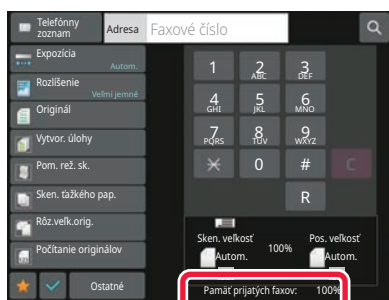 Telefónny
zoznam
Adresa
Faxové číslo
Expozícia
Autom.
Rozlíšenie
Veľmi jemné
Originál
Vytvor. úlohy
Pom. rež. sk.
Sken. ťažkého pap.
Rôz.veľk.orig.
Počítanie originálov
Ostatné
1
2
ABC
3
DEF
4
GHI
5
JKL
6
MNO
7
PQRS
8
TUV
9
WXYZ
0
#
C
R
Sken. veľkosť
Autom.
100%
Pos. veľkosť
Autom.
Pamäť prijatých faxov: 100%